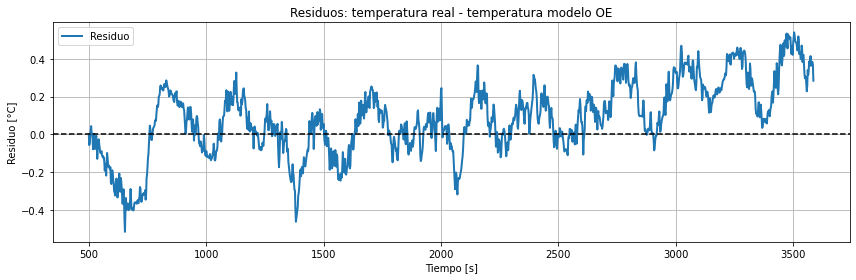 Residuos: temperatura real - temperatura modelo OE
Residuo
Residuo [°C]
0.4
0.2
0.0
−0.2
−0.4
500 1000 1500 2000 2500 3000 3500
Tiempo [s]